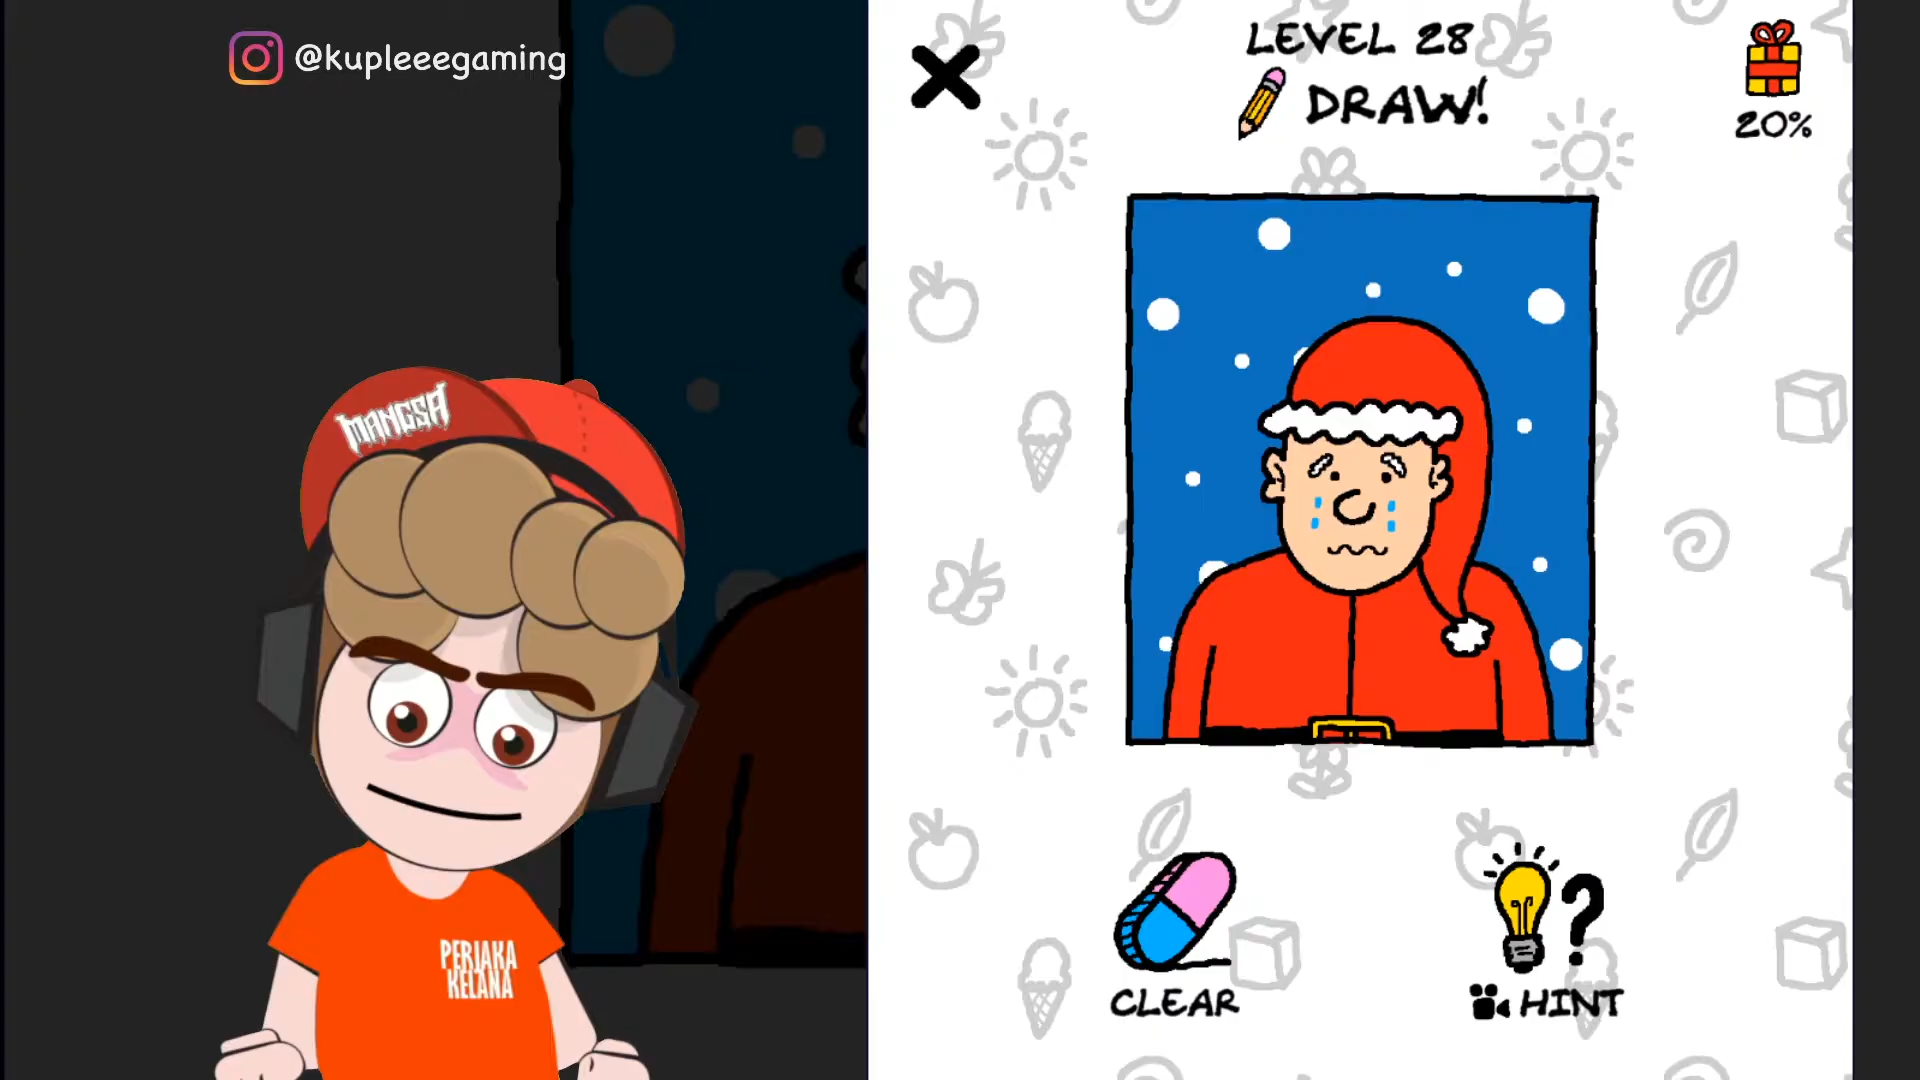 @kupleeegaming
LEVEL 28
DRAW!
20%
MANGSA
PERJAKA
KELANA
CLEAR
HINT
?